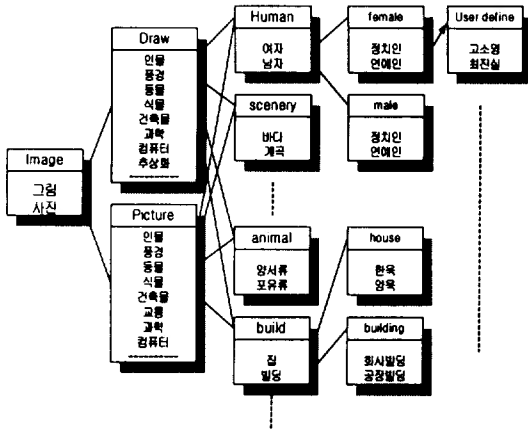 Image
그림
사진
Draw
인물
풍경
동물
식물
건축물
과학
컴퓨터
추상화
Picture
인물
풍경
동물
식물
건축물
교통
과학
컴퓨터
Human
여자
남자
scenery
바다
계곡
animal
양서류
포유류
build
집
빌딩
female
정치인
연예인
male
정치인
연예인
house
한옥
양옥
building
회사빌딩
공장빌딩
User define
고소영
최진실